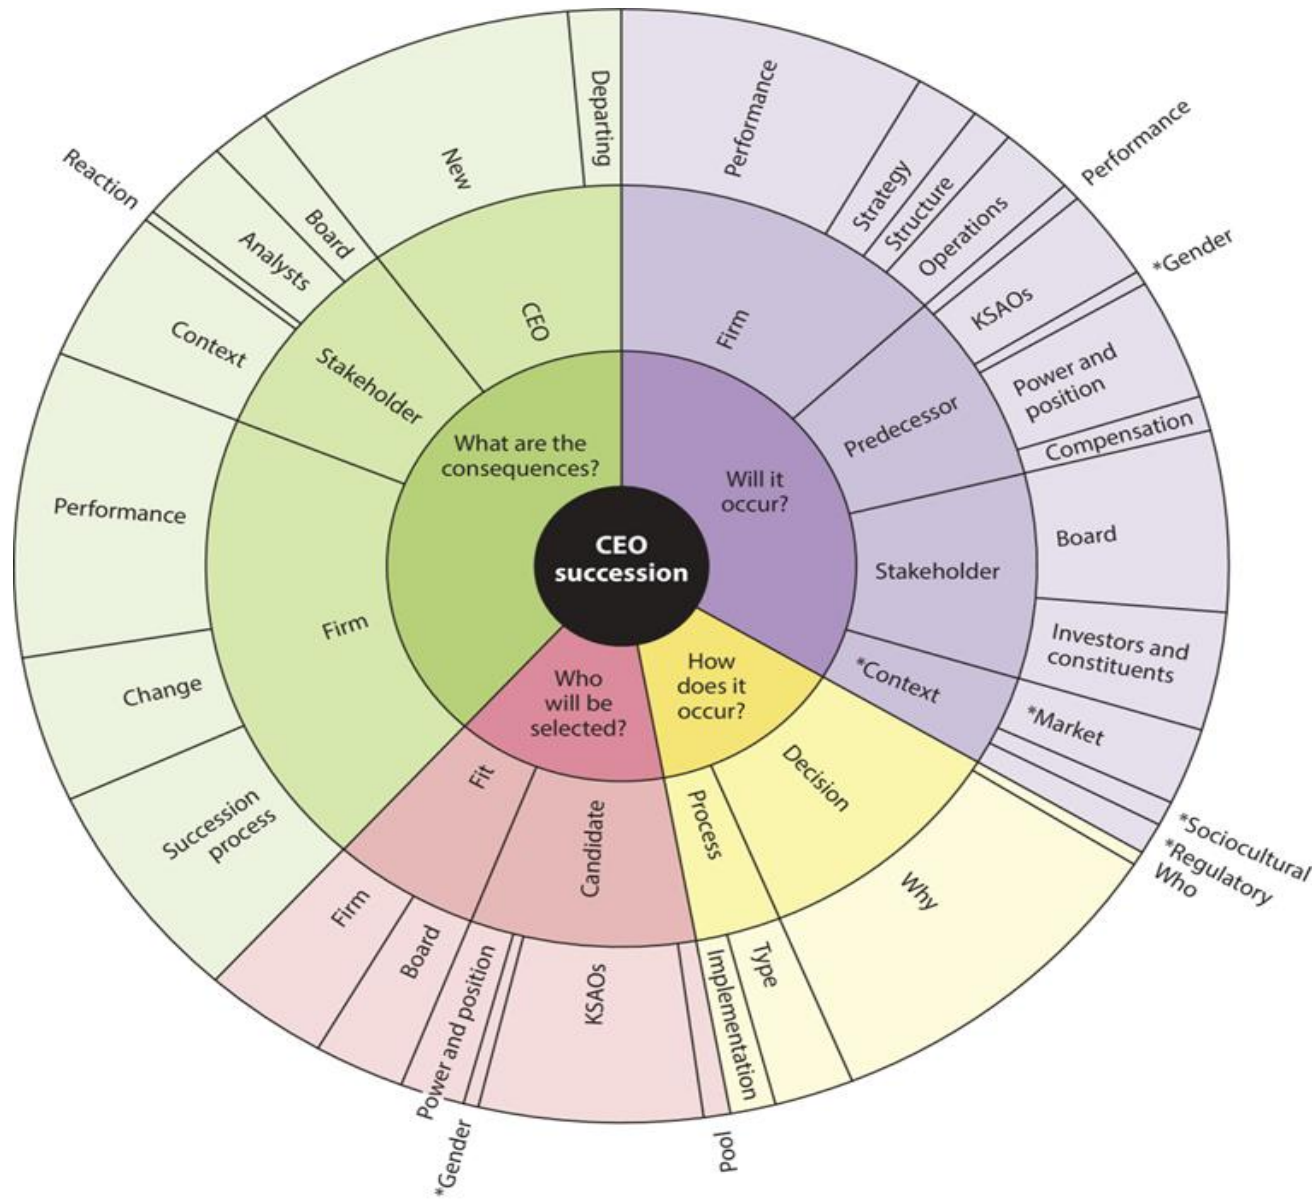 CEO
succession
Will it
occur?
Firm
Performance
Strategy
Structure
Operations
Predecessor
Performance
KSAOs
*Gender
Power and
position
Compensation
Stakeholder
Board
Investors and
constituents
*Context
*Market
*Sociocultural
*Regulatory
How
does it
occur?
Decision
Who
Why
Process
Type
Implementation
Who
will be
selected?
Candidate
Pool
KSAOs
*Gender
Power and position
Fit
Board
Firm
What are the
consequences?
Firm
Succession
process
Change
Performance
Stakeholder
Context
Reaction
Analysts
Board
CEO
New
Departing